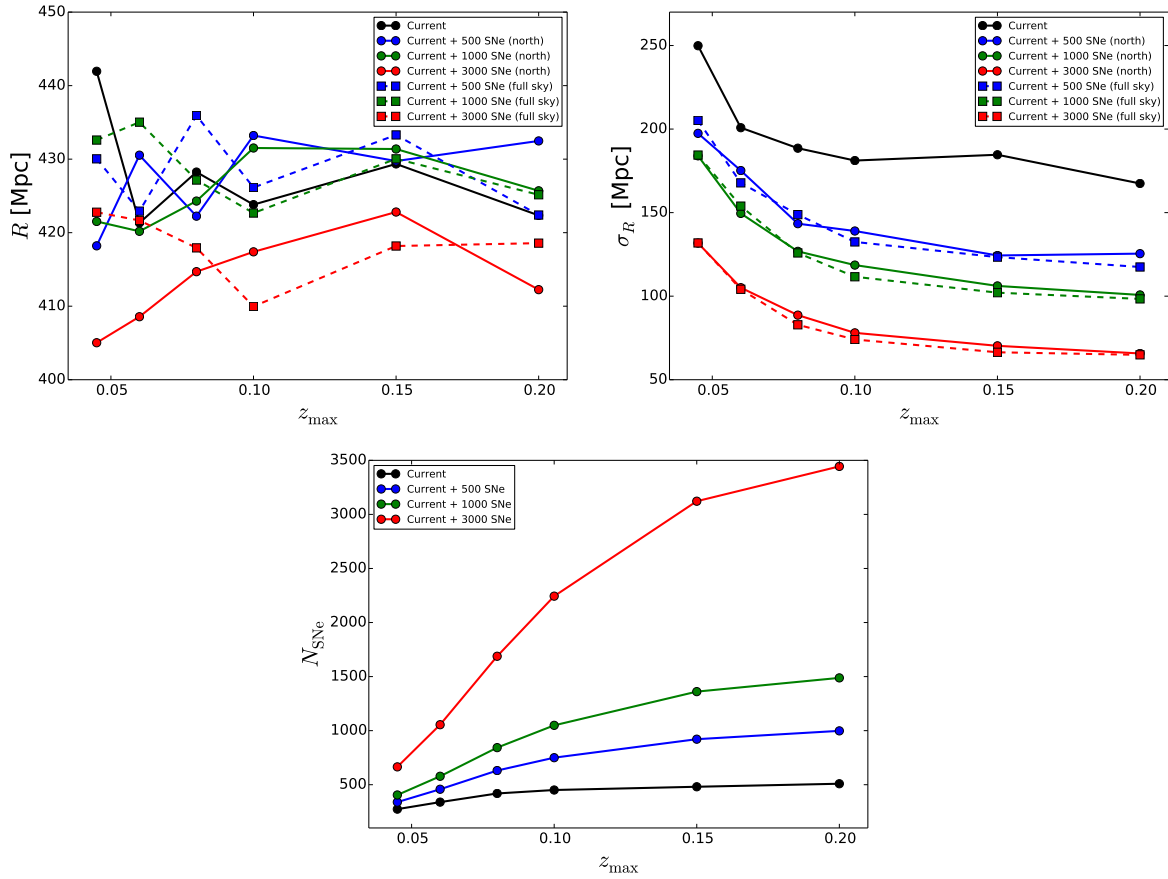 450
440
430
420
410
400
R [Mpc]
0.05 0.10 0.15 0.20
z_max
Current
Current + 500 SNe (north)
Current + 1000 SNe (north)
Current + 3000 SNe (north)
Current + 500 SNe (full sky)
Current + 1000 SNe (full sky)
Current + 3000 SNe (full sky)
250
200
150
100
50
σ_R [Mpc]
0.05 0.10 0.15 0.20
z_max
Current
Current + 500 SNe (north)
Current + 1000 SNe (north)
Current + 3000 SNe (north)
Current + 500 SNe (full sky)
Current + 1000 SNe (full sky)
Current + 3000 SNe (full sky)
3500
3000
2500
2000
1500
1000
500
N_SNe
0.05 0.10 0.15 0.20
z_max
Current
Current + 500 SNe
Current + 1000 SNe
Current + 3000 SNe